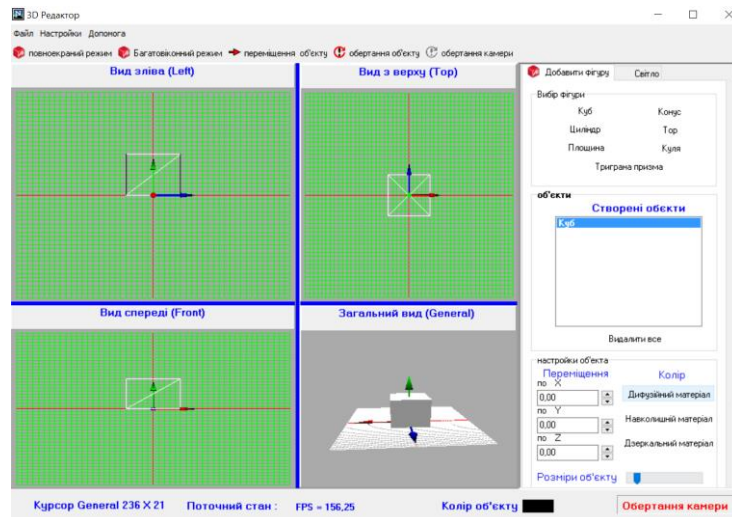 3D Редактор
Файл Настройки Допомога
повноекраний режим Багатовіконний режим переміщення об'єкту обертання об'єкту обертання камери
Вид зліва (Left)
Вид з верху (Top)
Вид спереді (Front)
Загальний вид (General)
Добавити фігуру Світло
Вибір фігури
Куб Конус
Циліндр Тор
Площина Куля
Триграна призма
об'єкти
Створені обєкти
Куб
Видалити все
настройки об'екта
Переміщення Колір
по X
0,00 Дифузійний матеріал
по Y
0,00 Навколишній матеріал
по Z
0,00 Дзеркальний матеріал
Розміри об'єкту
Курсор General 236 X 21 Поточний стан : FPS = 156,25 Колір об'єкту Обертання камери